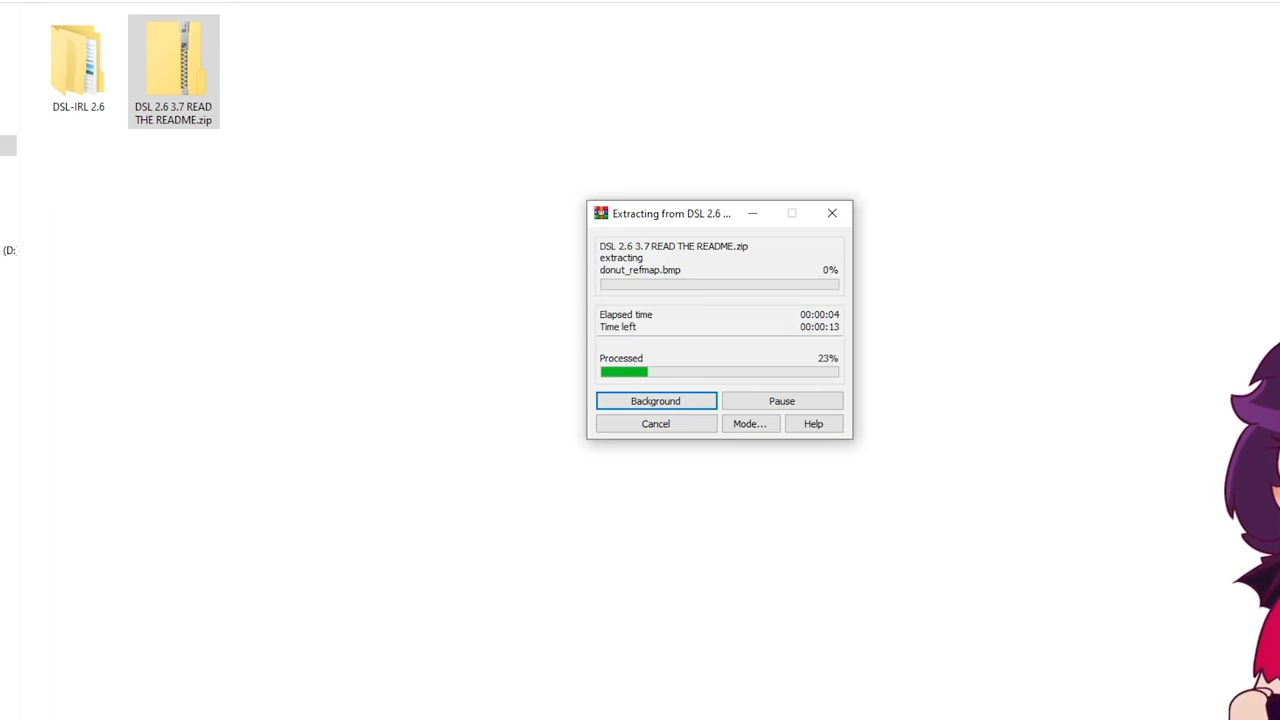 DSL-IRL 2.6
DSL 2.6 3.7 READ
THE README.zip
(D:)
Extracting from DSL 2.6 ...
DSL 2.6 3.7 READ THE README.zip
extracting
donut_refmap.bmp 0%
Elapsed time 00:00:04
Time left 00:00:13
Processed 23%
Background Pause
Cancel Mode... Help